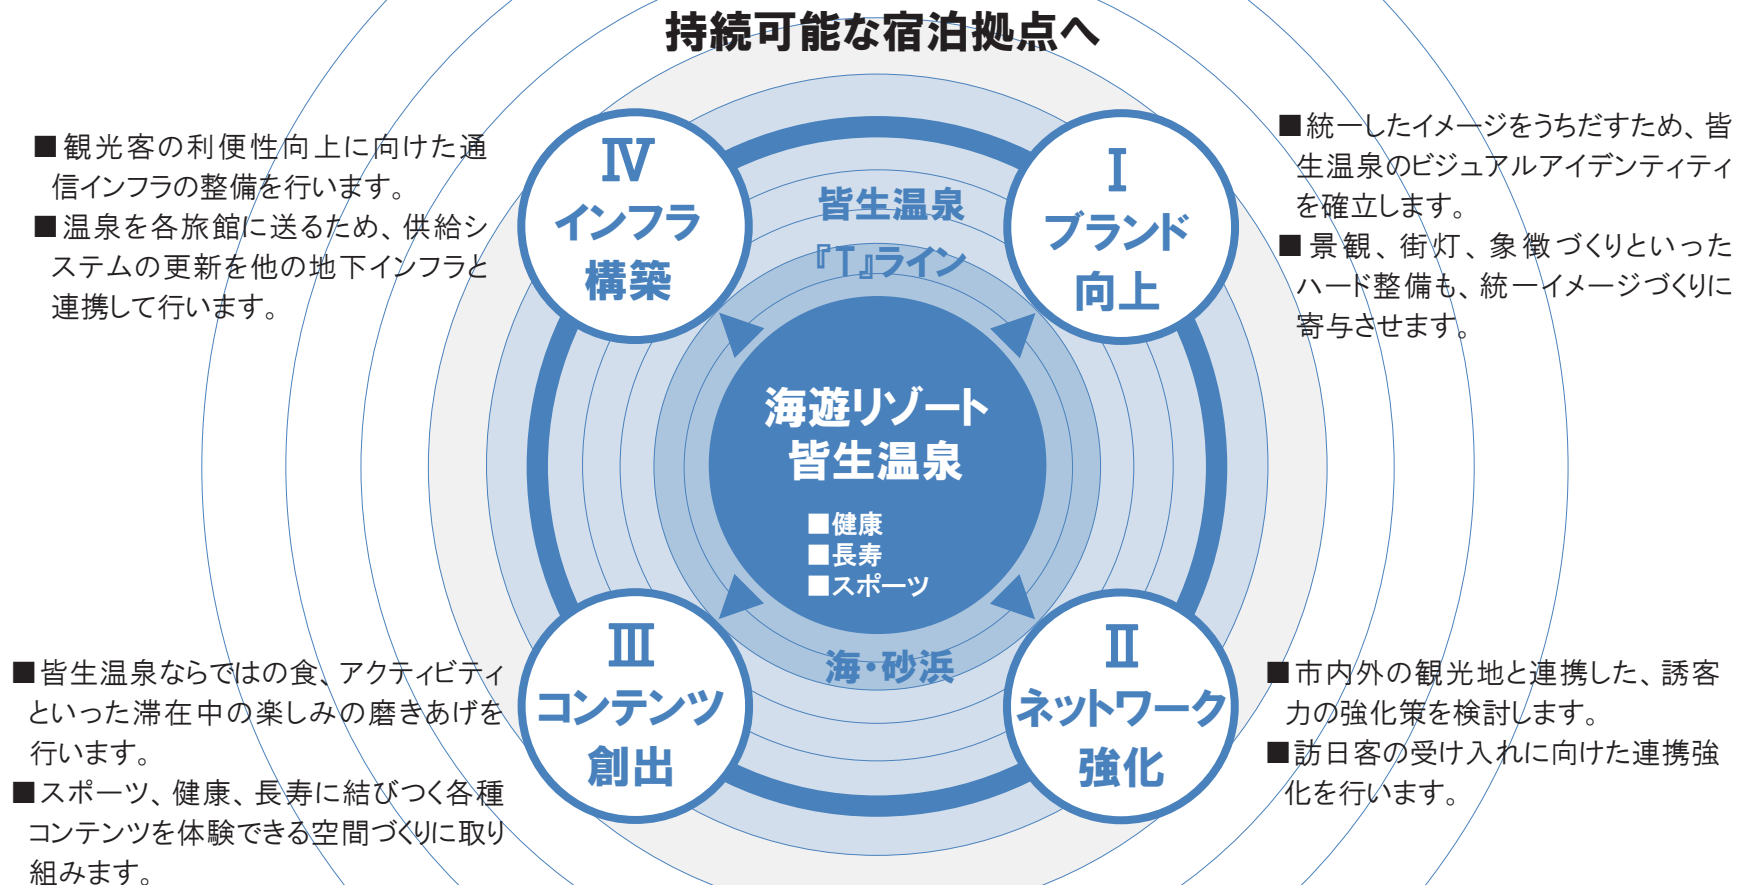 持続可能な宿泊拠点へ
■観光客の利便性向上に向けた通
信インフラの整備を行います。
■温泉を各旅館に送るため、供給シ
ステムの更新を他の地下インフラと
連携して行います。
Ⅳ
インフラ
構築
皆生温泉
『T』ライン
Ⅰ
ブランド
向上
■統一したイメージをうちだすため、皆
生温泉のビジュアルアイデンティティ
を確立します。
■景観、街灯、象徴づくりといった
ハード整備も、統一イメージづくりに
寄与させます。
海遊リゾート
皆生温泉
■健康
■長寿
■スポーツ
海・砂浜
■皆生温泉ならではの食、アクティビティ
といった滞在中の楽しみの磨きあげを
行います。
■スポーツ、健康、長寿に結びつく各種
コンテンツを体験できる空間づくりに取り
組みます。
Ⅲ
コンテンツ
創出
Ⅱ
ネットワーク
強化
■市内外の観光地と連携した、誘客
力の強化策を検討します。
■訪日客の受け入れに向けた連携強
化を行います。